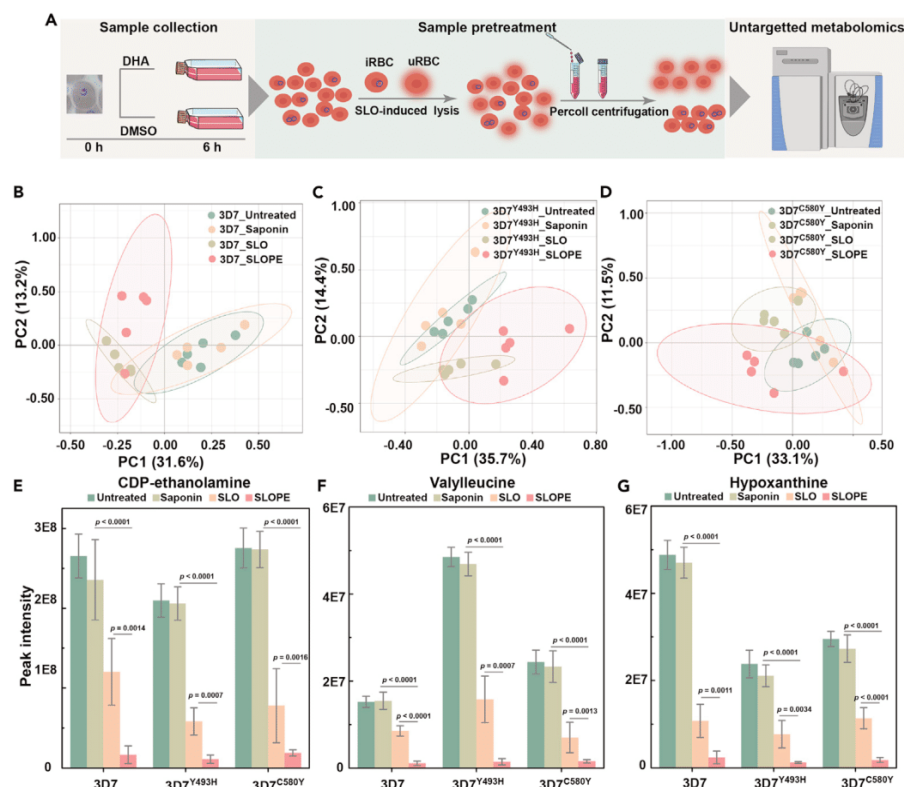 A
Sample collection
Sample pretreatment
Untargetted metabolomics
DHA
DMSO
0 h
6 h
iRBC
uRBC
SLO-induced lysis
Percoll centrifugation
B
3D7_Untreated
3D7_Saponin
3D7_SLO
3D7_SLOPE
PC2 (13.2%)
1.00
0.50
0.00
-0.50
-0.50
-0.25
0.00
0.25
0.50
PC1 (31.6%)
C
3D7Y493H_Untreated
3D7Y493H_Saponin
3D7Y493H_SLO
3D7Y493H_SLOPE
PC2 (14.4%)
1.00
0.50
0.00
-0.50
-0.40
0.00
0.40
0.80
PC1 (35.7%)
D
3D7C580Y_Untreated
3D7C580Y_Saponin
3D7C580Y_SLO
3D7C580Y_SLOPE
PC2 (11.5%)
1.00
0.50
0.00
-0.50
-1.00
-0.50
0.00
0.50
PC1 (33.1%)
E
CDP-ethanolamine
Untreated Saponin SLO SLOPE
Peak intensity
3E8
2E8
1E8
0
p < 0.0001
p = 0.0014
p < 0.0001
p = 0.0007
p < 0.0001
p = 0.0016
3D7
3D7Y493H
3D7C580Y
F
Valylleucine
Untreated Saponin SLO SLOPE
6E7
4E7
2E7
0
p < 0.0001
p < 0.0001
p < 0.0001
p = 0.0007
p < 0.0001
p = 0.0013
3D7
3D7Y493H
3D7C580Y
G
Hypoxanthine
Untreated Saponin SLO SLOPE
6E7
4E7
2E7
0
p < 0.0001
p = 0.0011
p < 0.0001
p = 0.0034
p < 0.0001
p < 0.0001
3D7
3D7Y493H
3D7C580Y